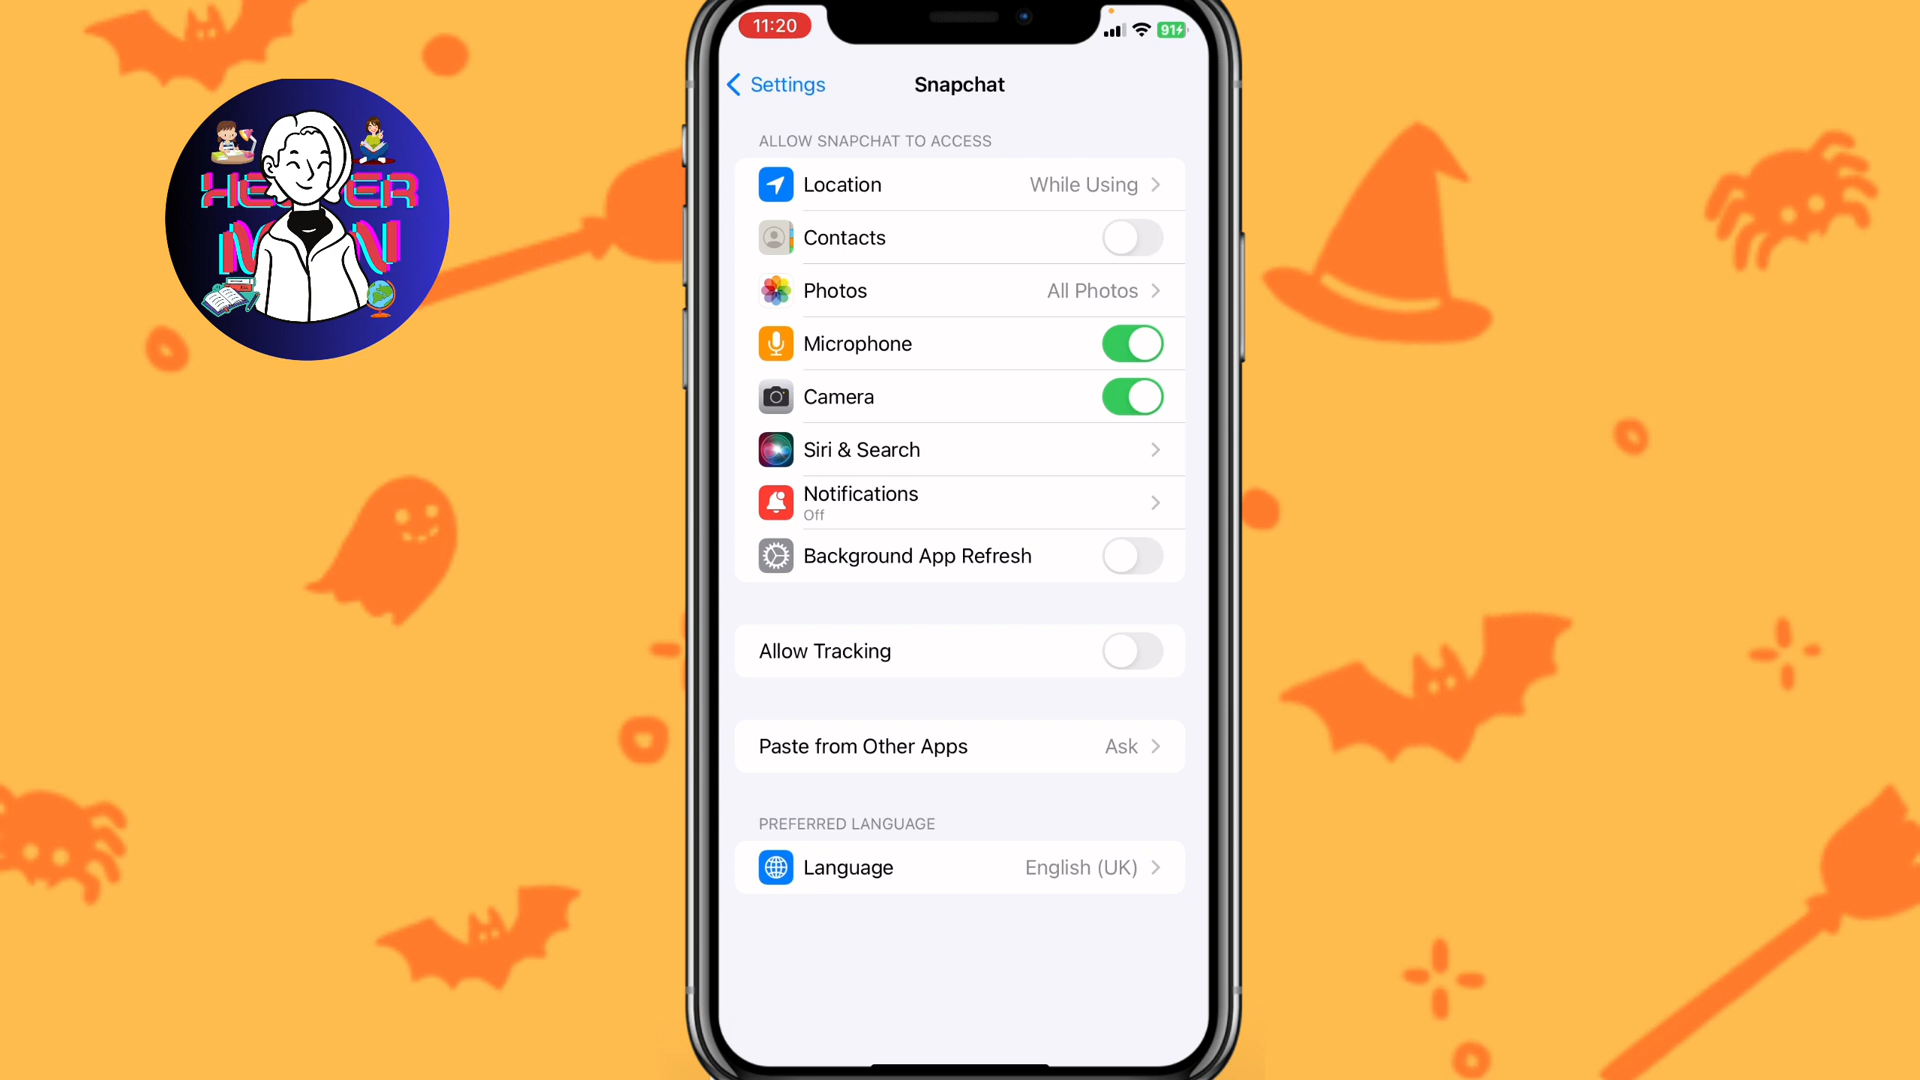 11:20
91
Settings
Snapchat
ALLOW SNAPCHAT TO ACCESS
Location
While Using
Contacts
Photos
All Photos
Microphone
Camera
Siri & Search
Notifications
Off
Background App Refresh
Allow Tracking
Paste from Other Apps
Ask
PREFERRED LANGUAGE
Language
English (UK)